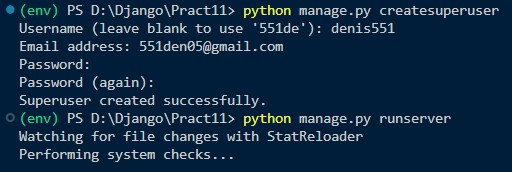 (env) PS D:\Django\Pract11> python manage.py createsuperuser
Username (leave blank to use '551de'): denis551
Email address: 551den05@gmail.com
Password:
Password (again):
Superuser created successfully.
(env) PS D:\Django\Pract11> python manage.py runserver
Watching for file changes with StatReloader
Performing system checks...